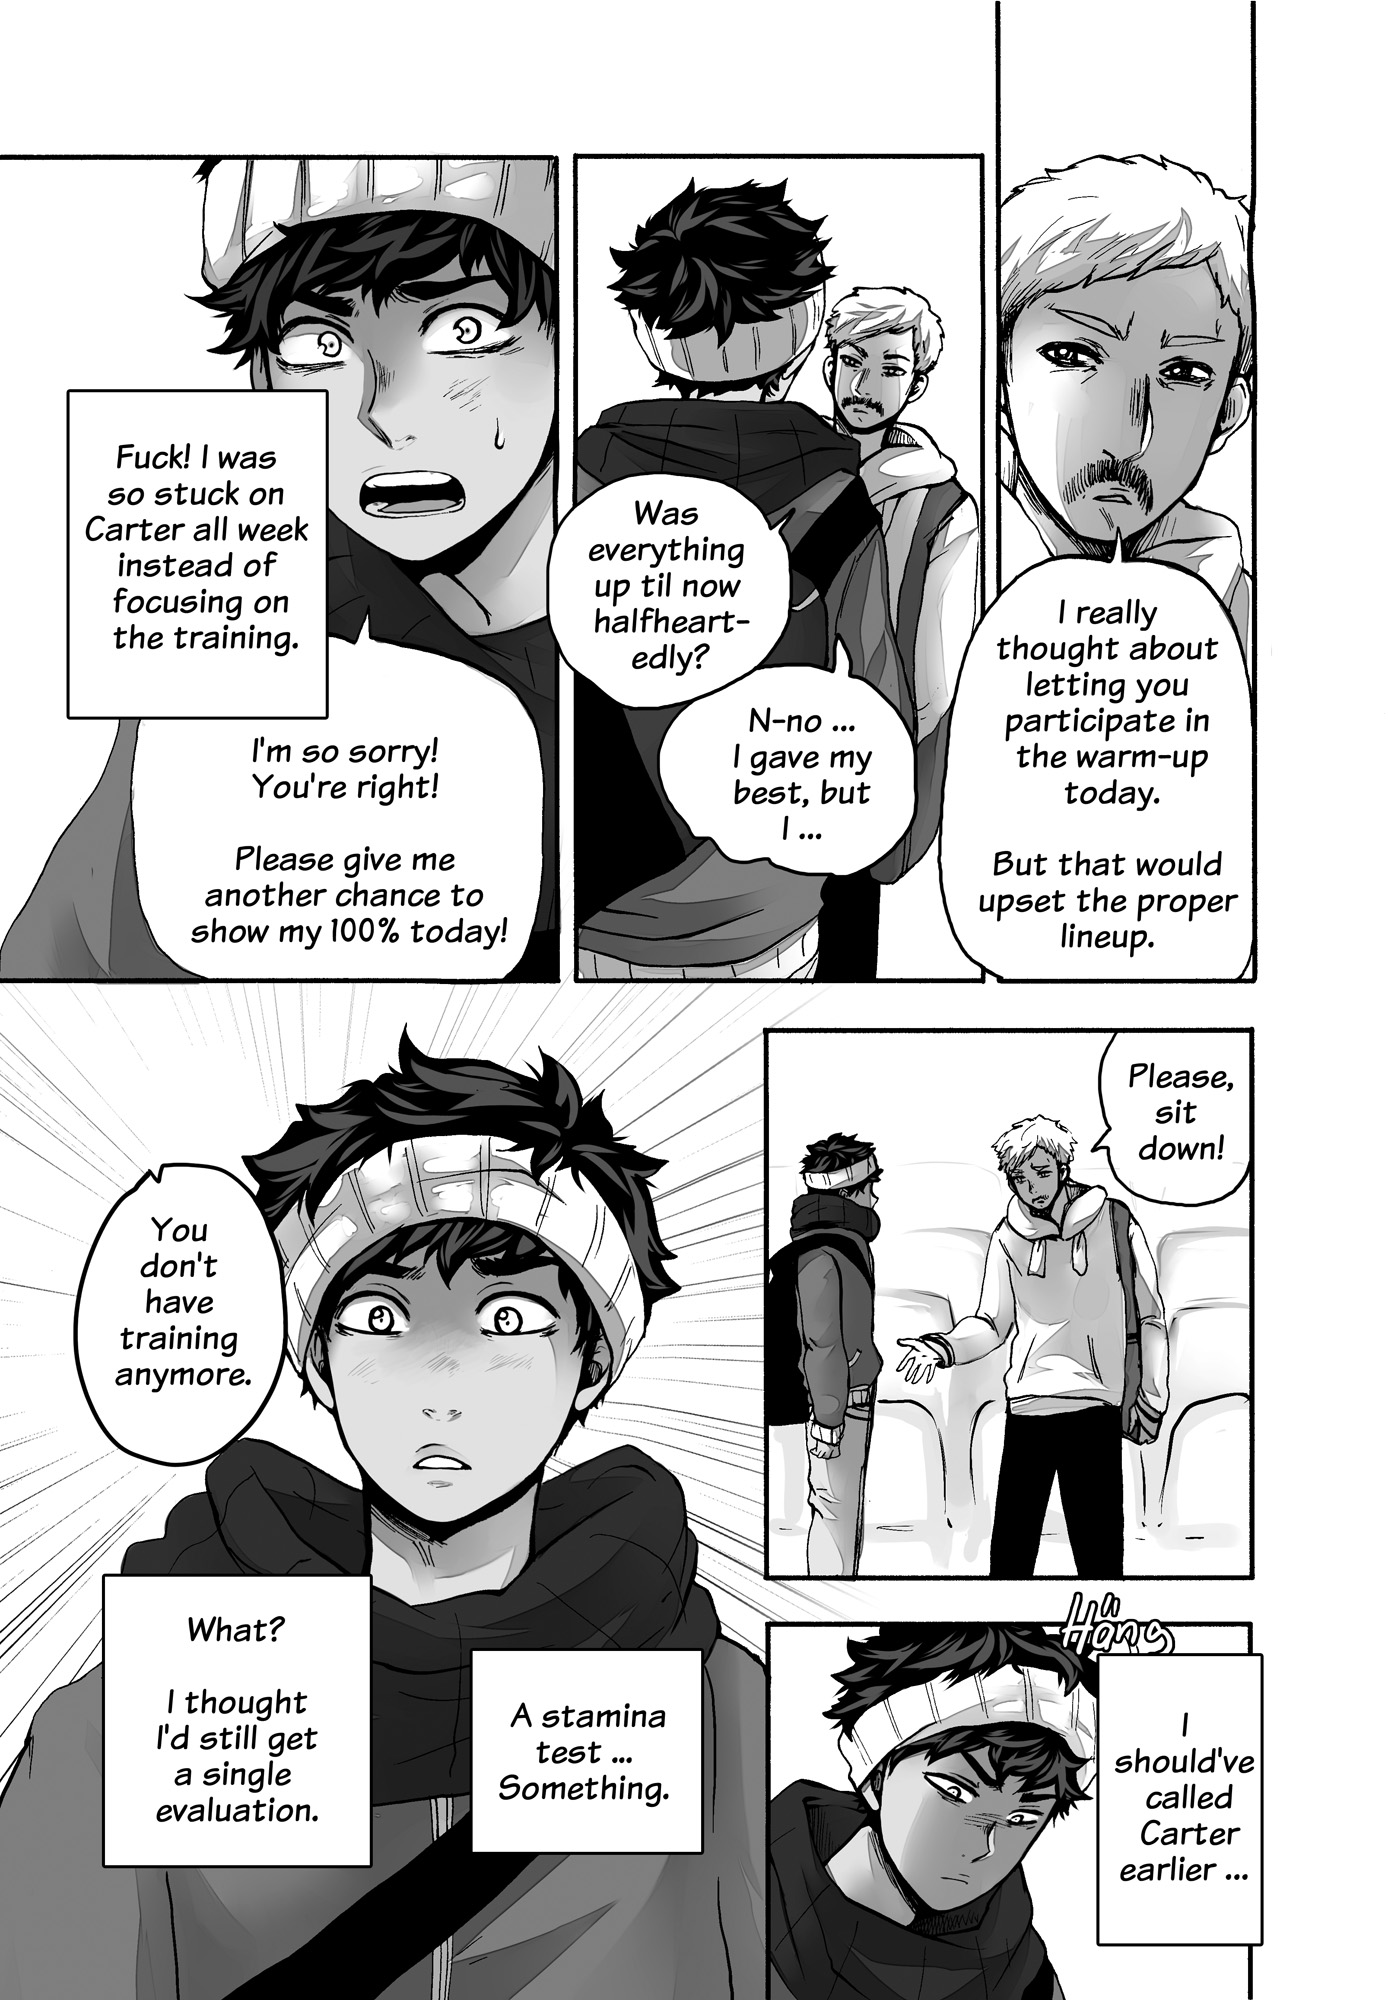 I really
thought about
letting you
participate in
the warm-up
today.
But that would
upset the proper
lineup.
Was
everything
up til now
halfheart-
edly?
N-no ...
I gave my
best, but
I ...
Fuck! I was
so stuck on
Carter all week
instead of
focusing on
the training.
I'm so sorry!
You're right!
Please give me
another chance to
show my 100% today!
Please,
sit
down!
Häng
I
should've
called
Carter
earlier ...
You
don't
have
training
anymore.
What?
I thought
I'd still get
a single
evaluation.
A stamina
test ...
Something.